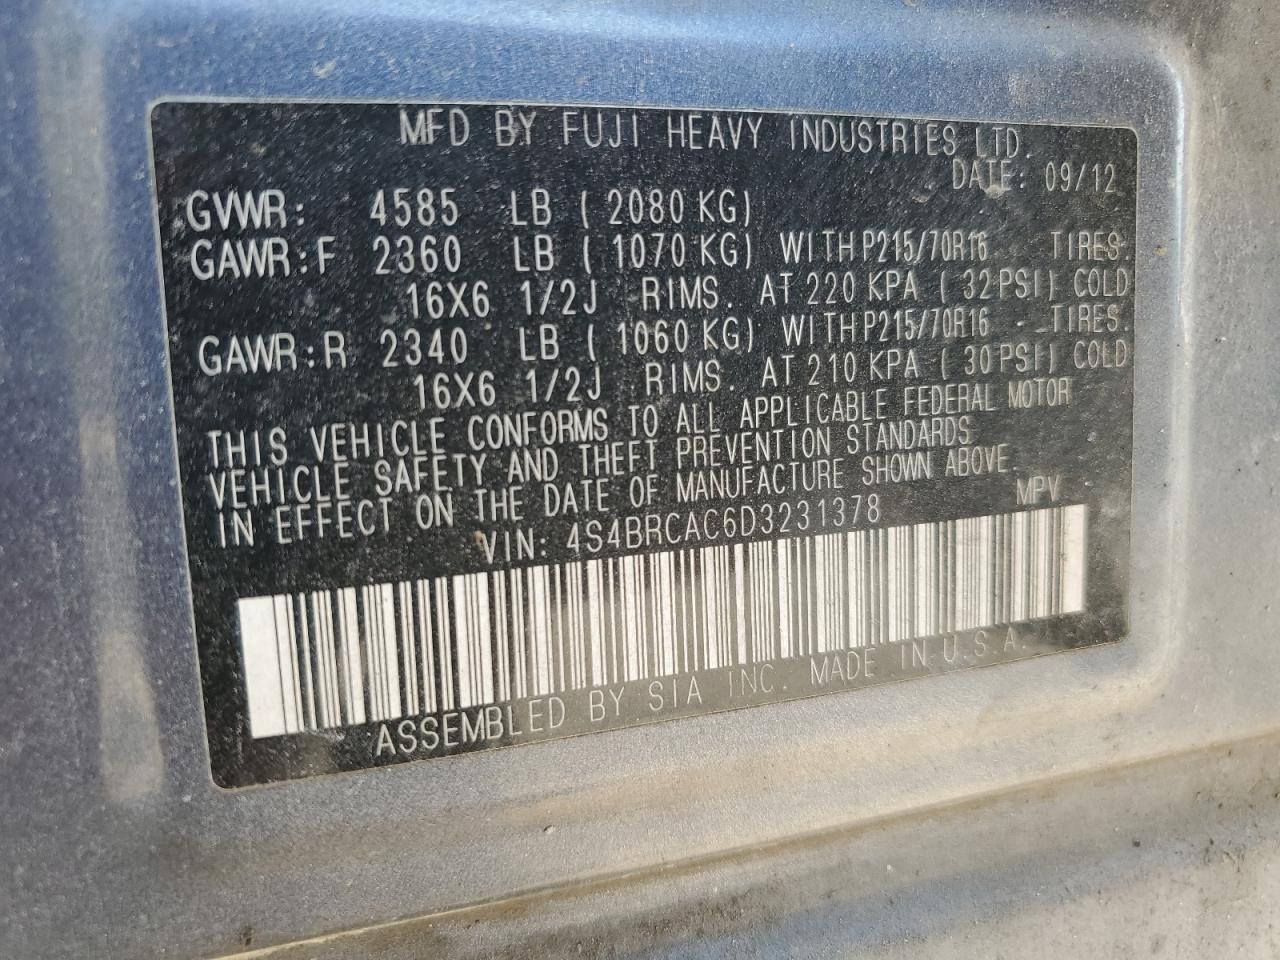 MFD BY FUJI HEAVY INDUSTRIES LTD.
DATE: 09/12
GVWR: 4585 LB ( 2080 KG)
GAWR:F 2360 LB ( 1070 KG) WITH P215/70R16 TIRES.
16X6 1/2J RIMS. AT 220 KPA ( 32 PSI) COLD
GAWR:R 2340 LB ( 1060 KG) WITH P215/70R16 TIRES.
16X6 1/2J RIMS. AT 210 KPA ( 30 PSI) COLD
THIS VEHICLE CONFORMS TO ALL APPLICABLE FEDERAL MOTOR
VEHICLE SAFETY AND THEFT PREVENTION STANDARDS
IN EFFECT ON THE DATE OF MANUFACTURE SHOWN ABOVE.
VIN: 4S4BRCAC6D3231378 MPV
ASSEMBLED BY SIA INC. MADE IN U.S.A.